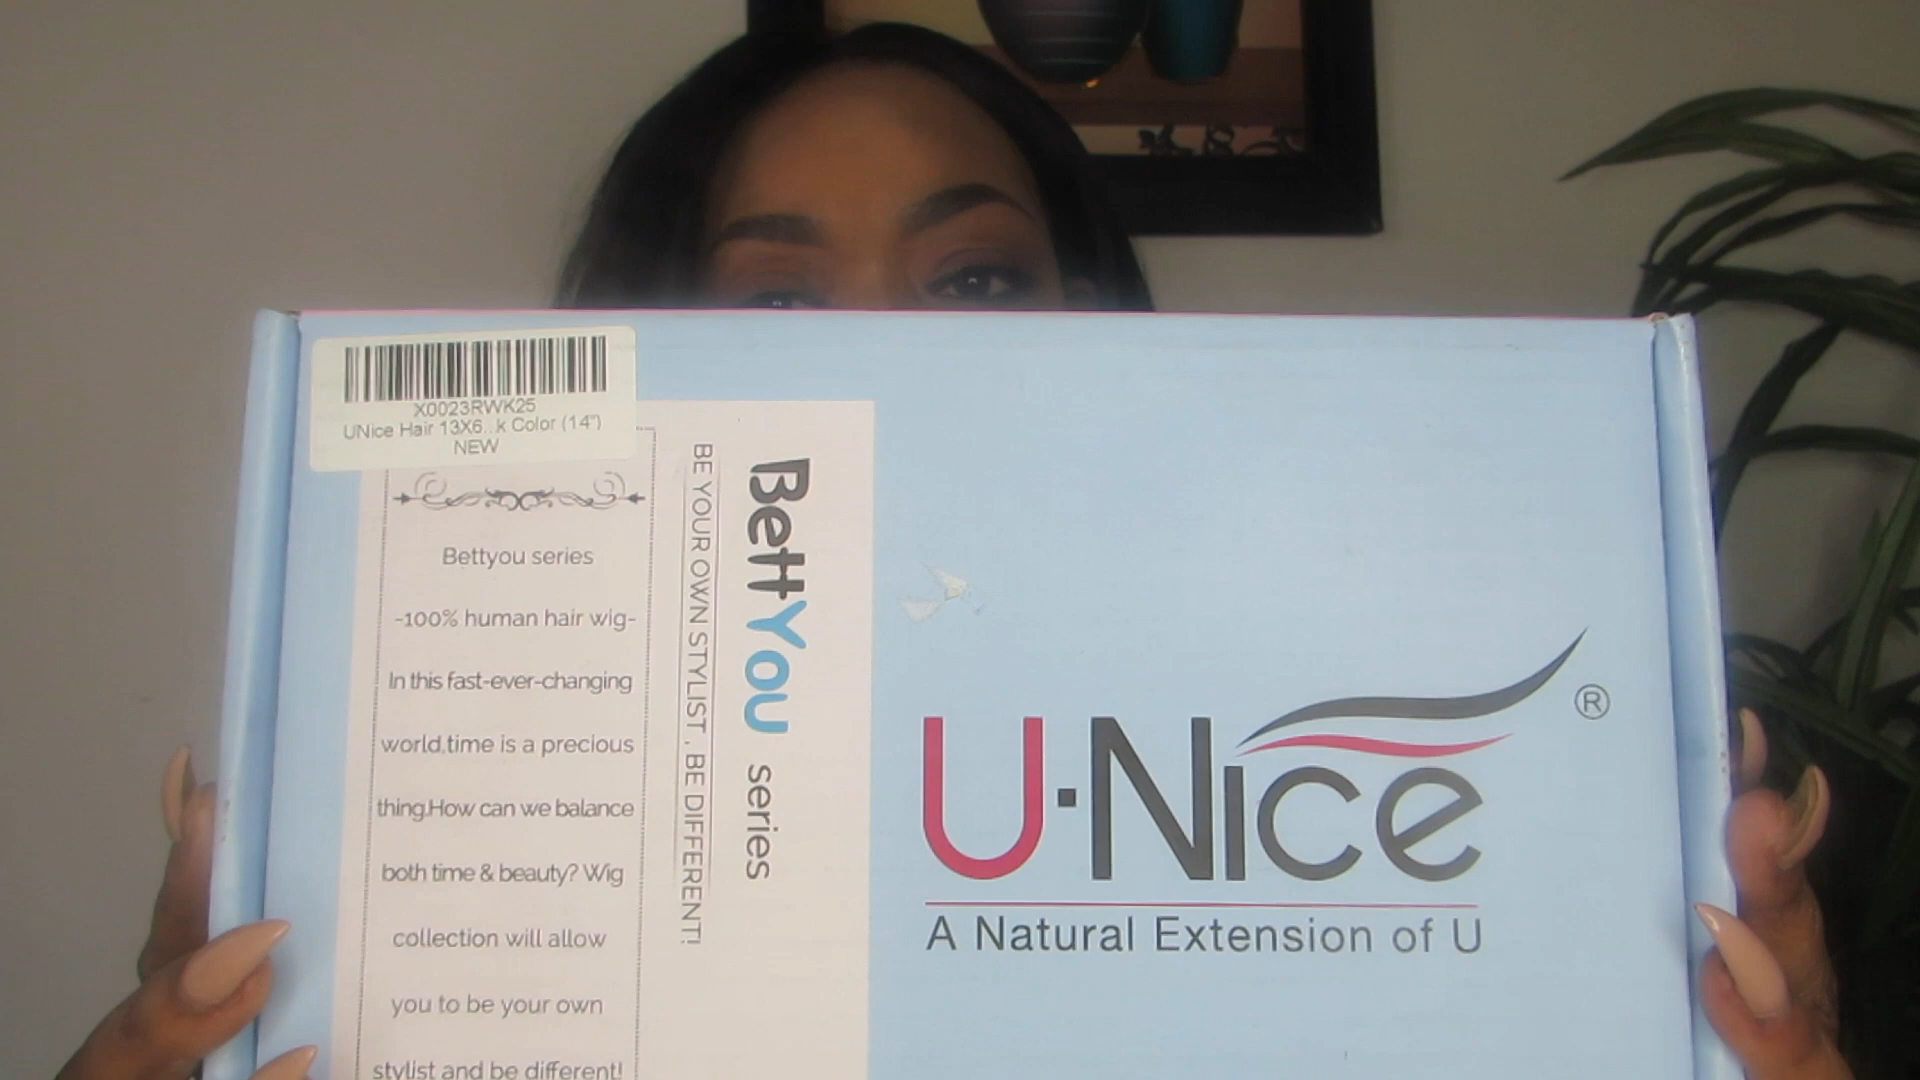 X0023RWK25
UNice Hair 13X6...k Color (14")
NEW
Bettyou series
-100% human hair wig-
In this fast-ever-changing
world,time is a precious
thing.How can we balance
both time & beauty? Wig
collection will allow
you to be your own
stylist and be different!
BE YOUR OWN STYLIST , BE DIFFERENT!
BettYou series
U·Nice ®
A Natural Extension of U